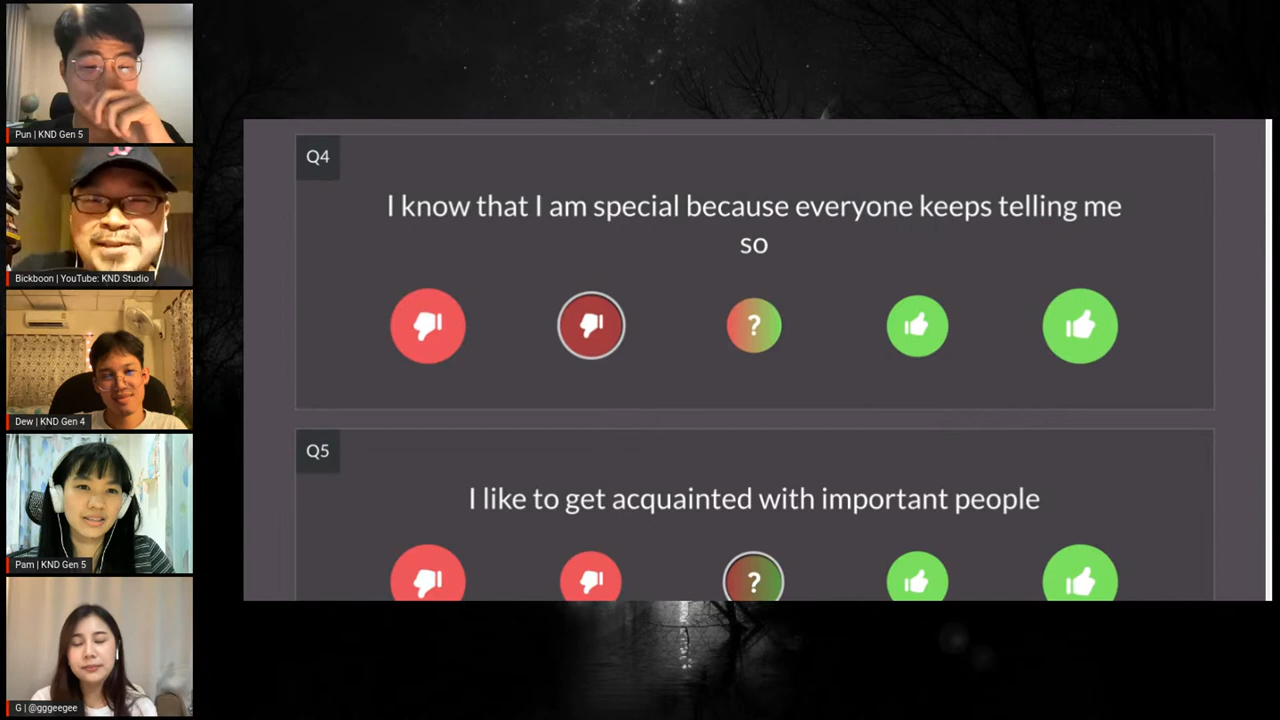 Pun | KND Gen 5
Bickboon | YouTube: KND Studio
Dew | KND Gen 4
Pam | KND Gen 5
G | @gggeegee
Q4
I know that I am special because everyone keeps telling me
so
?
Q5
I like to get acquainted with important people
?